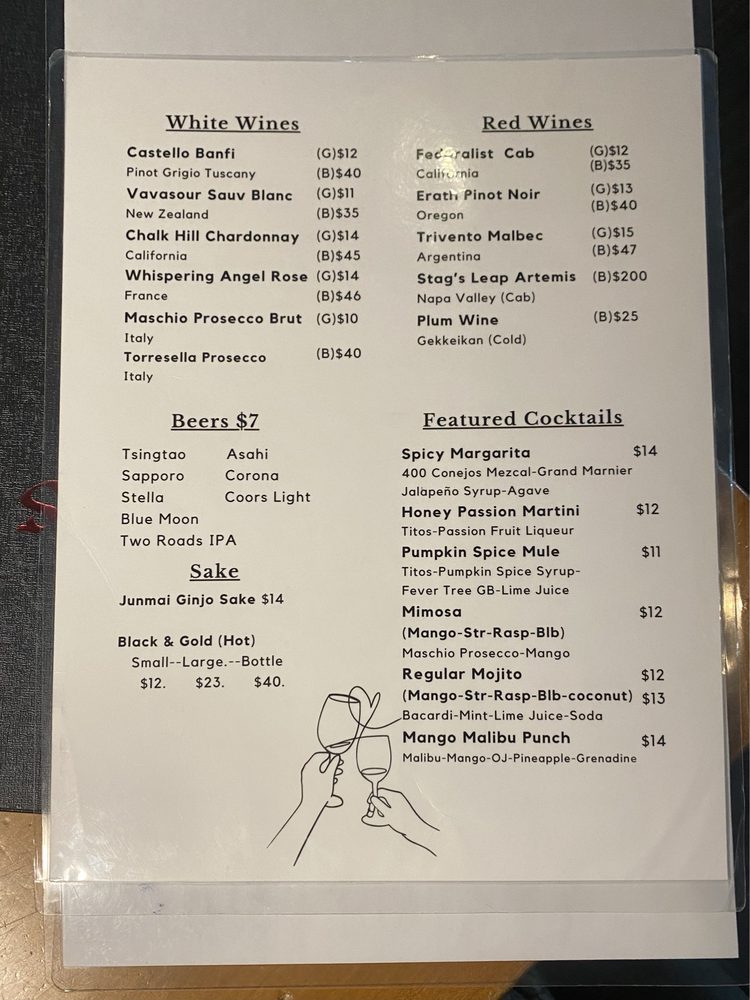 White Wines
Castello Banfi (G)$12
Pinot Grigio Tuscany (B)$40
Vavasour Sauv Blanc (G)$11
New Zealand (B)$35
Chalk Hill Chardonnay (G)$14
California (B)$45
Whispering Angel Rose (G)$14
France (B)$46
Maschio Prosecco Brut (G)$10
Italy
Torresella Prosecco (B)$40
Italy
Red Wines
Federalist Cab (G)$12
California (B)$35
Erath Pinot Noir (G)$13
Oregon (B)$40
Trivento Malbec (G)$15
Argentina (B)$47
Stag's Leap Artemis (B)$200
Napa Valley (Cab)
Plum Wine (B)$25
Gekkeikan (Cold)
Beers $7
Tsingtao Asahi
Sapporo Corona
Stella Coors Light
Blue Moon
Two Roads IPA
Sake
Junmai Ginjo Sake $14
Black & Gold (Hot)
Small--Large.--Bottle
$12. $23. $40.
Featured Cocktails
Spicy Margarita $14
400 Conejos Mezcal-Grand Marnier
Jalapeño Syrup-Agave
Honey Passion Martini $12
Titos-Passion Fruit Liqueur
Pumpkin Spice Mule $11
Titos-Pumpkin Spice Syrup-
Fever Tree GB-Lime Juice
Mimosa $12
(Mango-Str-Rasp-Blb)
Maschio Prosecco-Mango
Regular Mojito $12
(Mango-Str-Rasp-Blb-coconut) $13
Bacardi-Mint-Lime Juice-Soda
Mango Malibu Punch $14
Malibu-Mango-OJ-Pineapple-Grenadine